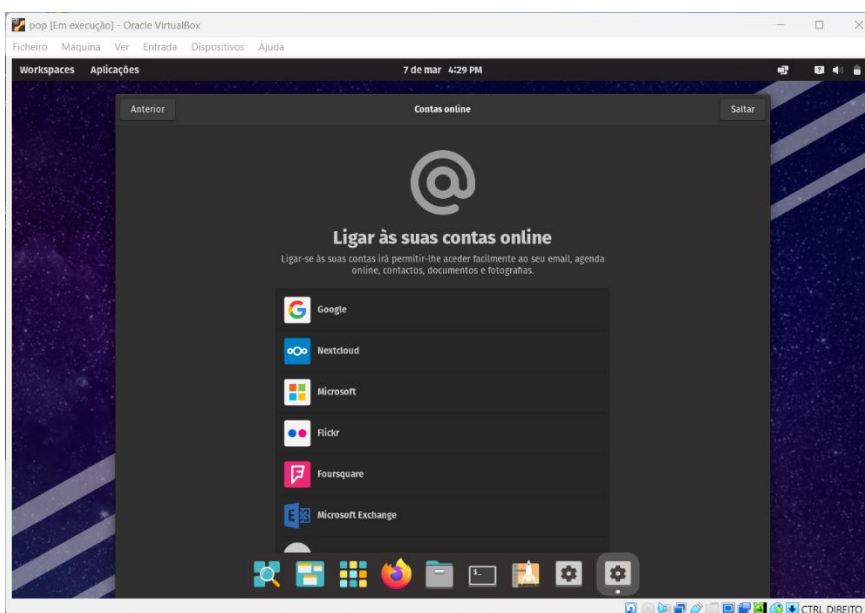 pop [Em execução] - Oracle VirtualBox
Ficheiro Máquina Ver Entrada Dispositivos Ajuda
Workspaces Aplicações 7 de mar 4:29 PM
Anterior Contas online Saltar
Ligar às suas contas online
Ligar-se às suas contas irá permitir-lhe aceder facilmente ao seu email, agenda
online, contactos, documentos e fotografias.
Google
Nextcloud
Microsoft
Flickr
Foursquare
Microsoft Exchange
CTRL DIREITO